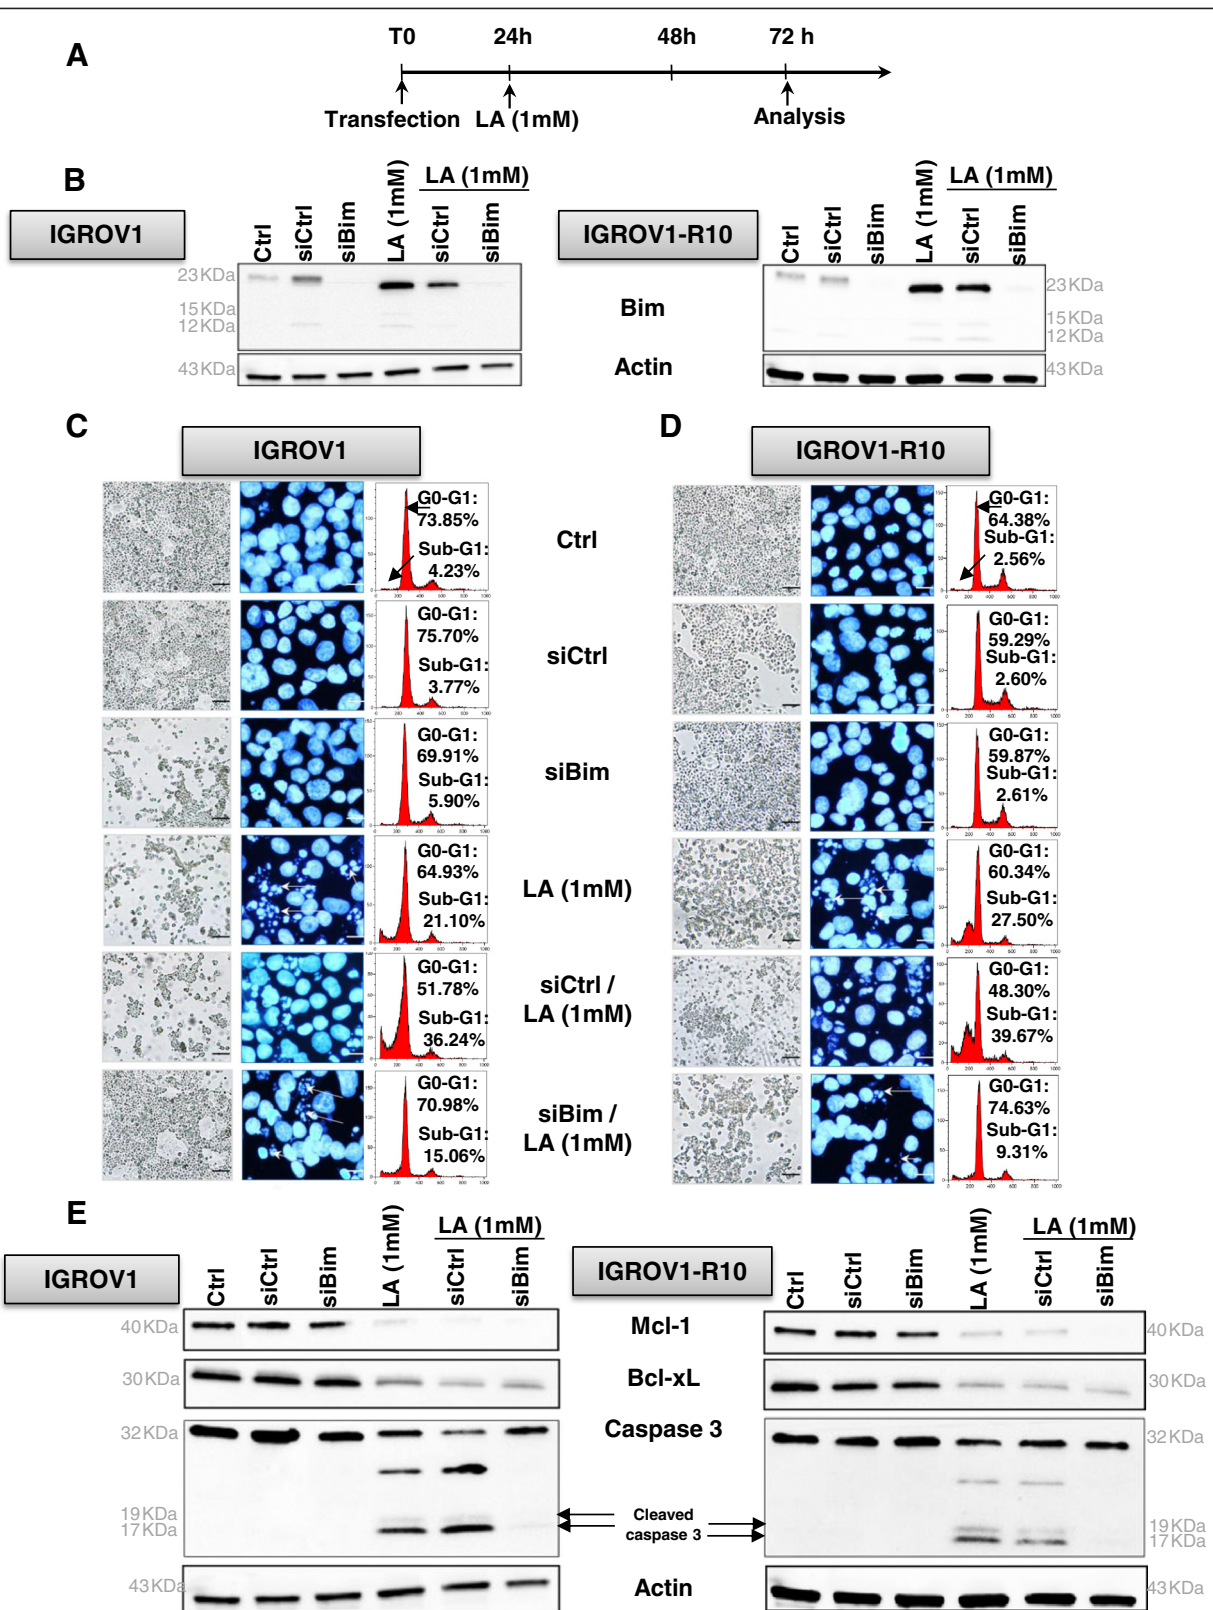 A
T0 24h 48h 72 h
Transfection LA (1mM) Analysis
B
IGROV1
Ctrl siCtrl siBim LA (1mM) LA (1mM) siCtrl siBim
23KDa
15KDa
12KDa
43KDa
Bim
Actin
IGROV1-R10
Ctrl siCtrl siBim LA (1mM) LA (1mM) siCtrl siBim
23KDa
15KDa
12KDa
43KDa
C
IGROV1
G0-G1:
73.85%
Sub-G1:
4.23%
G0-G1:
75.70%
Sub-G1:
3.77%
G0-G1:
69.91%
Sub-G1:
5.90%
G0-G1:
64.93%
Sub-G1:
21.10%
G0-G1:
51.78%
Sub-G1:
36.24%
G0-G1:
70.98%
Sub-G1:
15.06%
Ctrl
siCtrl
siBim
LA (1mM)
siCtrl /
LA (1mM)
siBim /
LA (1mM)
D
IGROV1-R10
G0-G1:
64.38%
Sub-G1:
2.56%
G0-G1:
59.29%
Sub-G1:
2.60%
G0-G1:
59.87%
Sub-G1:
2.61%
G0-G1:
60.34%
Sub-G1:
27.50%
G0-G1:
48.30%
Sub-G1:
39.67%
G0-G1:
74.63%
Sub-G1:
9.31%
E
IGROV1
Ctrl siCtrl siBim LA (1mM) LA (1mM) siCtrl siBim
40KDa
30KDa
32KDa
19KDa
17KDa
43KDa
Mcl-1
Bcl-xL
Caspase 3
Cleaved
caspase 3
Actin
IGROV1-R10
Ctrl siCtrl siBim LA (1mM) LA (1mM) siCtrl siBim
40KDa
30KDa
32KDa
19KDa
17KDa
43KDa